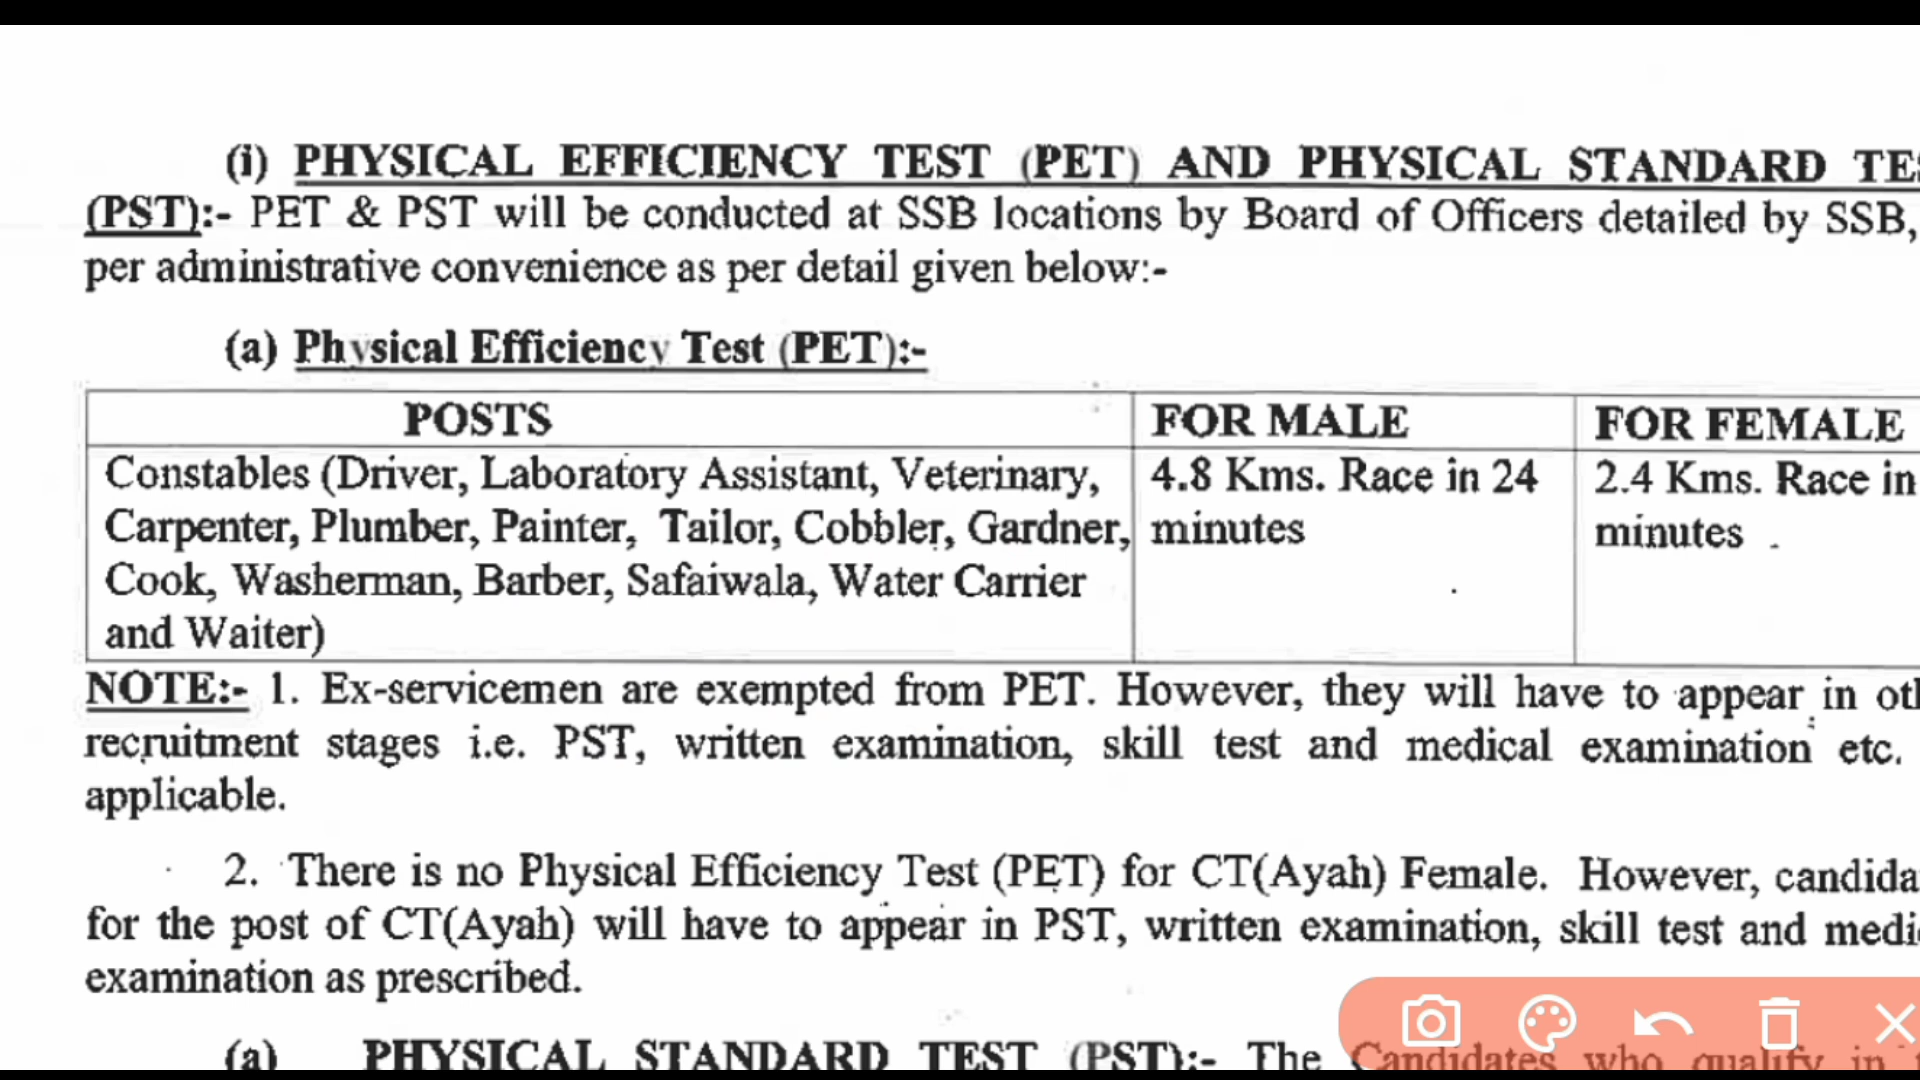 (i) PHYSICAL EFFICIENCY TEST (PET) AND PHYSICAL STANDARD
(PST):- PET & PST will be conducted at SSB locations by Board of Officers detailed by SSB,
per administrative convenience as per detail given below:-
(a) Physical Efficiency Test (PET):-
POSTS FOR MALE FOR FEMALE
Constables (Driver, Laboratory Assistant, Veterinary, Carpenter, Plumber, Painter, Tailor, Cobbler, Gardner, Cook, Washerman, Barber, Safaiwala, Water Carrier and Waiter)
4.8 Kms. Race in 24 minutes
2.4 Kms. Race in minutes
NOTE:- 1. Ex-servicemen are exempted from PET. However, they will have to appear in
recruitment stages i.e. PST, written examination, skill test and medical examination etc.
applicable.
2. There is no Physical Efficiency Test (PET) for CT(Ayah) Female. However,
for the post of CT(Ayah) will have to appear in PST, written examination, skill test and
examination as prescribed.
(a) PHYSICAL STANDARD TEST (PST):- The Candidates who qualify in